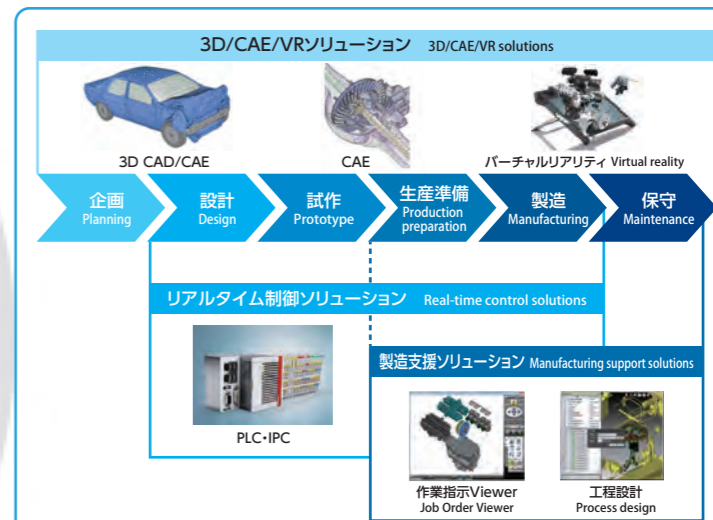 3D/CAE/VRソリューション 3D/CAE/VR solutions
3D CAD/CAE
CAE
バーチャルリアリティ Virtual reality
企画
Planning
設計
Design
試作
Prototype
生産準備
Production
preparation
製造
Manufacturing
保守
Maintenance
リアルタイム制御ソリューション Real-time control solutions
PLC・IPC
製造支援ソリューション Manufacturing support solutions
作業指示Viewer
Job Order Viewer
工程設計
Process design